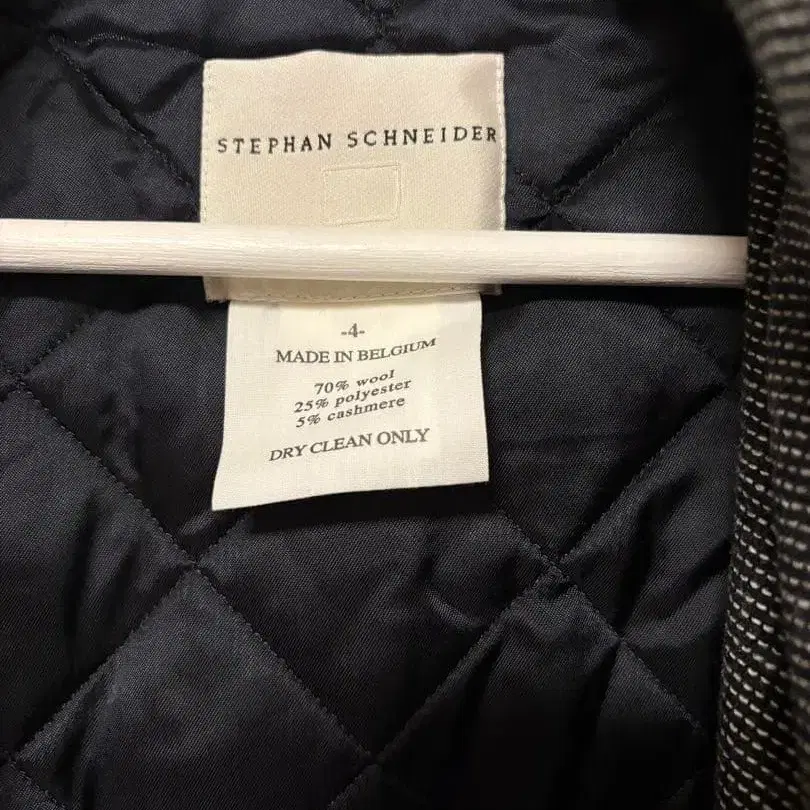 STEPHAN SCHNEIDER
-4-
MADE IN BELGIUM
70% wool
25% polyester
5% cashmere
DRY CLEAN ONLY